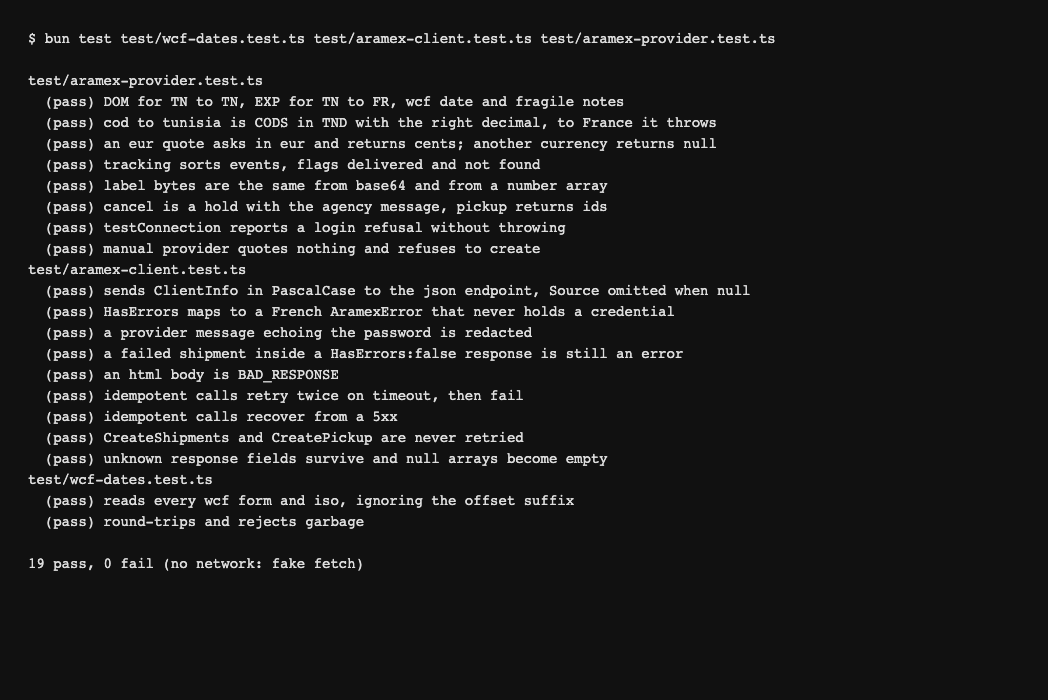 $ bun test test/wcf-dates.test.ts test/aramex-client.test.ts test/aramex-provider.test.ts
test/aramex-provider.test.ts
(pass) DOM for TN to TN, EXP for TN to FR, wcf date and fragile notes
(pass) cod to tunisia is CODS in TND with the right decimal, to France it throws
(pass) an eur quote asks in eur and returns cents; another currency returns null
(pass) tracking sorts events, flags delivered and not found
(pass) label bytes are the same from base64 and from a number array
(pass) cancel is a hold with the agency message, pickup returns ids
(pass) testConnection reports a login refusal without throwing
(pass) manual provider quotes nothing and refuses to create
test/aramex-client.test.ts
(pass) sends ClientInfo in PascalCase to the json endpoint, Source omitted when null
(pass) HasErrors maps to a French AramexError that never holds a credential
(pass) a provider message echoing the password is redacted
(pass) a failed shipment inside a HasErrors:false response is still an error
(pass) an html body is BAD_RESPONSE
(pass) idempotent calls retry twice on timeout, then fail
(pass) idempotent calls recover from a 5xx
(pass) CreateShipments and CreatePickup are never retried
(pass) unknown response fields survive and null arrays become empty
test/wcf-dates.test.ts
(pass) reads every wcf form and iso, ignoring the offset suffix
(pass) round-trips and rejects garbage
19 pass, 0 fail (no network: fake fetch)